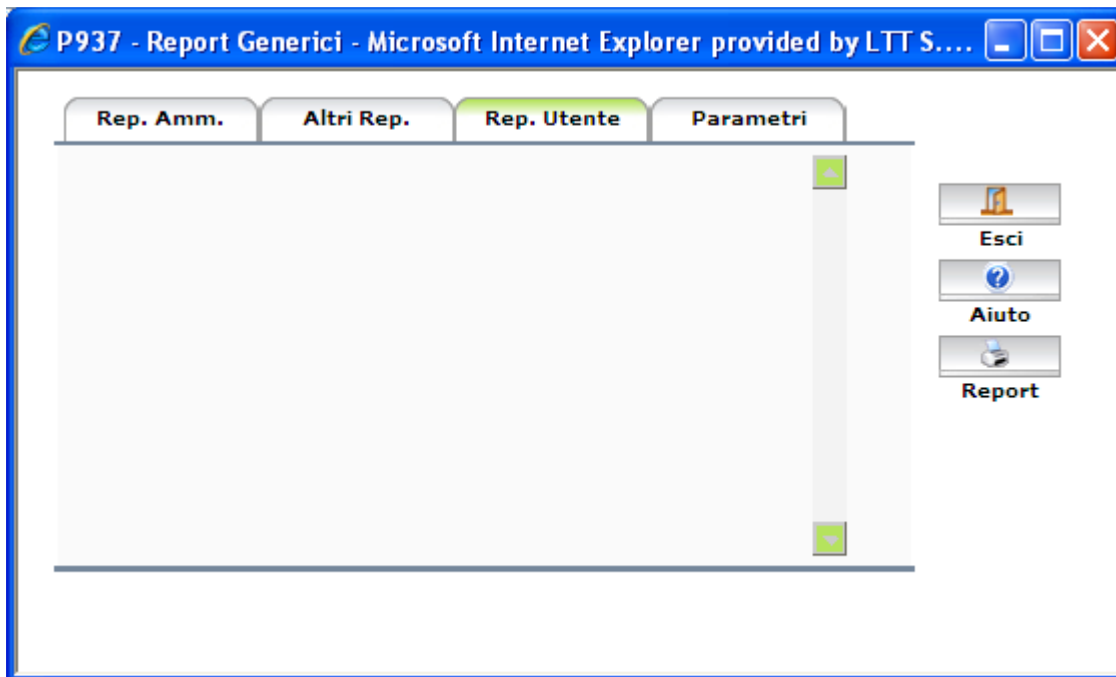 P937 - Report Generici - Microsoft Internet Explorer provided by LTT S....
Rep. Amm. Altri Rep. Rep. Utente Parametri
Esci
Aiuto
Report